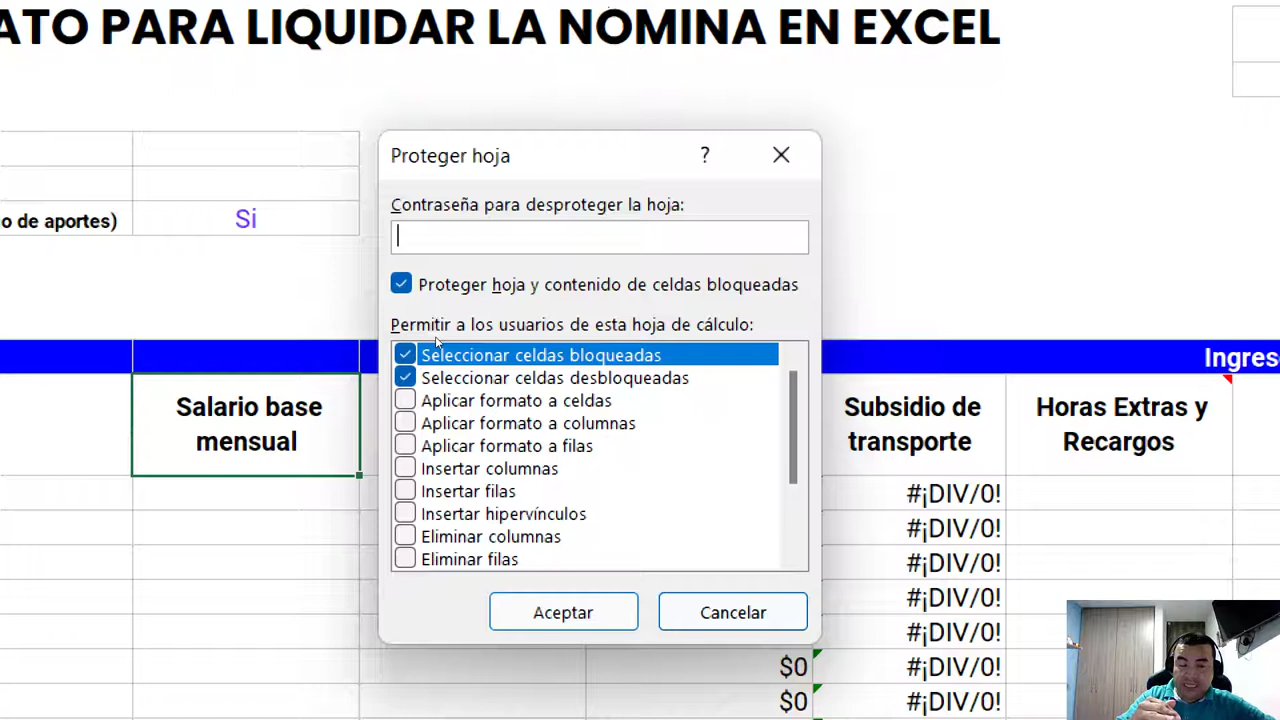 ATO PARA LIQUIDAR LA NOMINA EN EXCEL
Proteger hoja
?
Contraseña para desproteger la hoja:
o de aportes)
Si
Proteger hoja y contenido de celdas bloqueadas
Permitir a los usuarios de esta hoja de cálculo:
Seleccionar celdas bloqueadas
Seleccionar celdas desbloqueadas
Aplicar formato a celdas
Aplicar formato a columnas
Aplicar formato a filas
Insertar columnas
Insertar filas
Insertar hipervínculos
Eliminar columnas
Eliminar filas
Aceptar
Cancelar
Ingres
Salario base
mensual
Subsidio de
transporte
Horas Extras y
Recargos
#¡DIV/0!
#¡DIV/0!
#¡DIV/0!
#¡DIV/0!
#¡DIV/0!
$0 #¡DIV/0!
$0 #¡DIV/0!